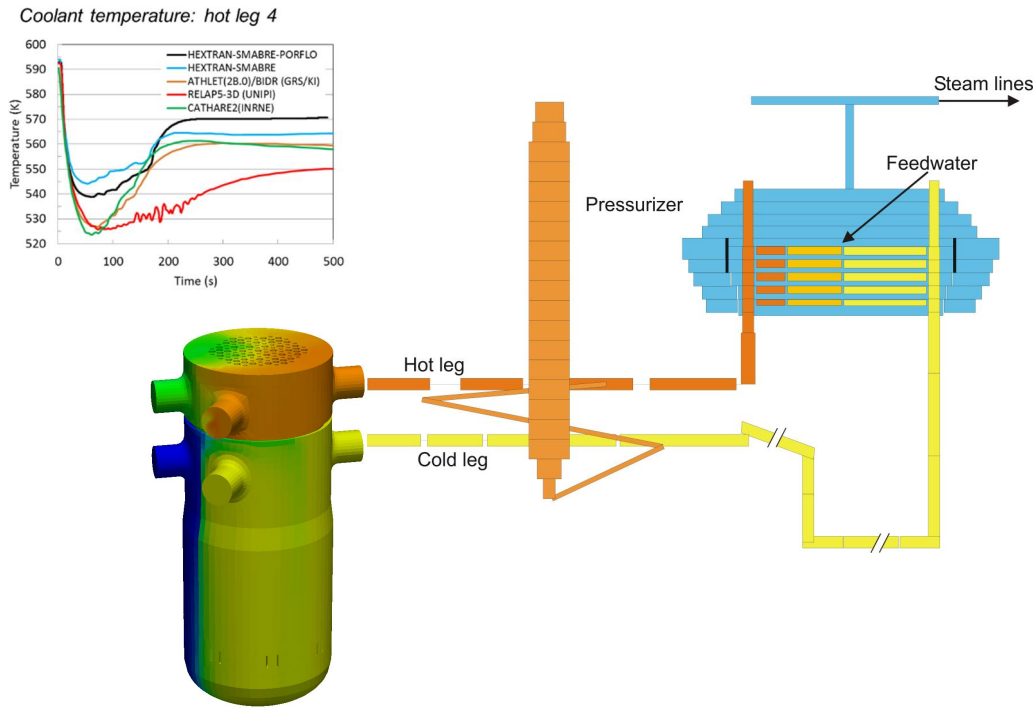 Coolant temperature: hot leg 4
600
590
580
570
560
550
540
530
520
Temperature (K)
0
100
200
300
400
500
Time (s)
HEXTRAN-SMABRE-PORFLO
HEXTRAN-SMABRE
ATHLET(2B.0)/BIDR (GRS/KI)
RELAP5-3D (UNIPI)
CATHARE2(INRNE)
Steam lines
Feedwater
Pressurizer
Hot leg
Cold leg